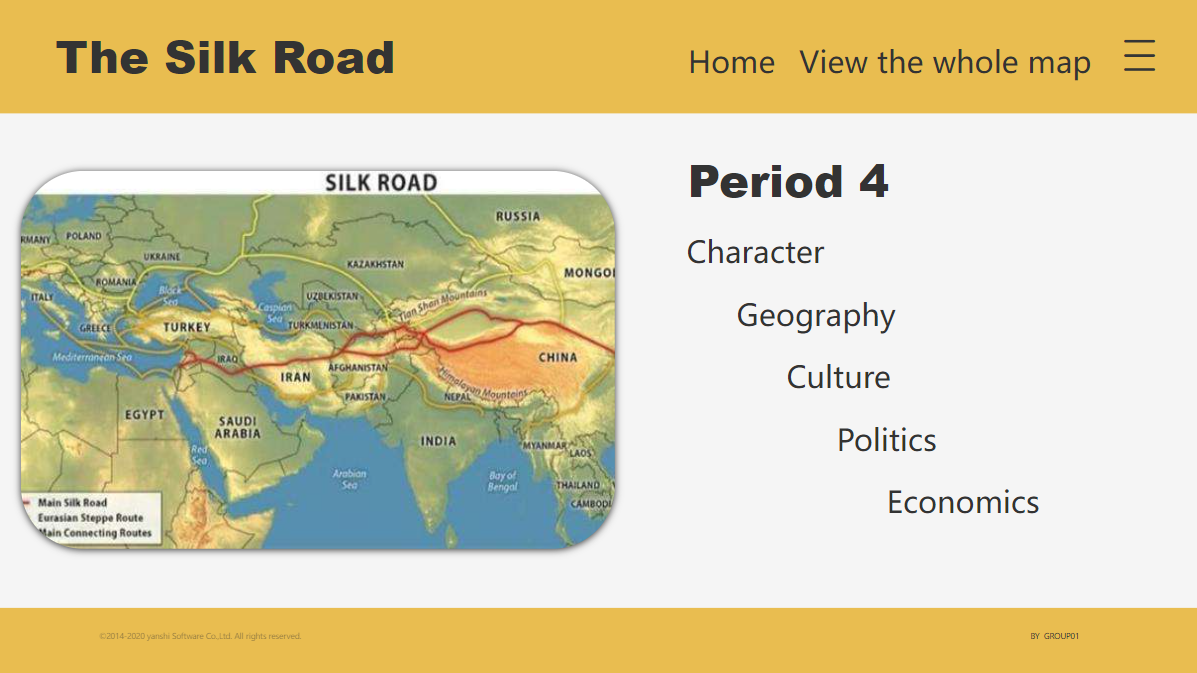 The Silk Road
Home View the whole map
SILK ROAD
RUSSIA
RMANY
POLAND
UKRAINE
KAZAKHSTAN
MONGOL
ROMANIA
ITALY
Black
Sea
Caspian
Sea
UZBEKISTAN
Tian Shan Mountains
GREECE
TURKEY
TURKMENISTAN
Mediterranean Sea
IRAQ
IRAN
AFGHANISTAN
CHINA
PAKISTAN
NEPAL
Himalayan Mountains
EGYPT
SAUDI
ARABIA
INDIA
Red
Sea
Arabian
Sea
Bay of
Bengal
MYANMAR
LAOS
THAILAND
CAMBODI
Main Silk Road
Eurasian Steppe Route
Main Connecting Routes
Period 4
Character
Geography
Culture
Politics
Economics
©2014-2020 yanshi Software Co.,Ltd. All rights reserved.
BY GROUP01